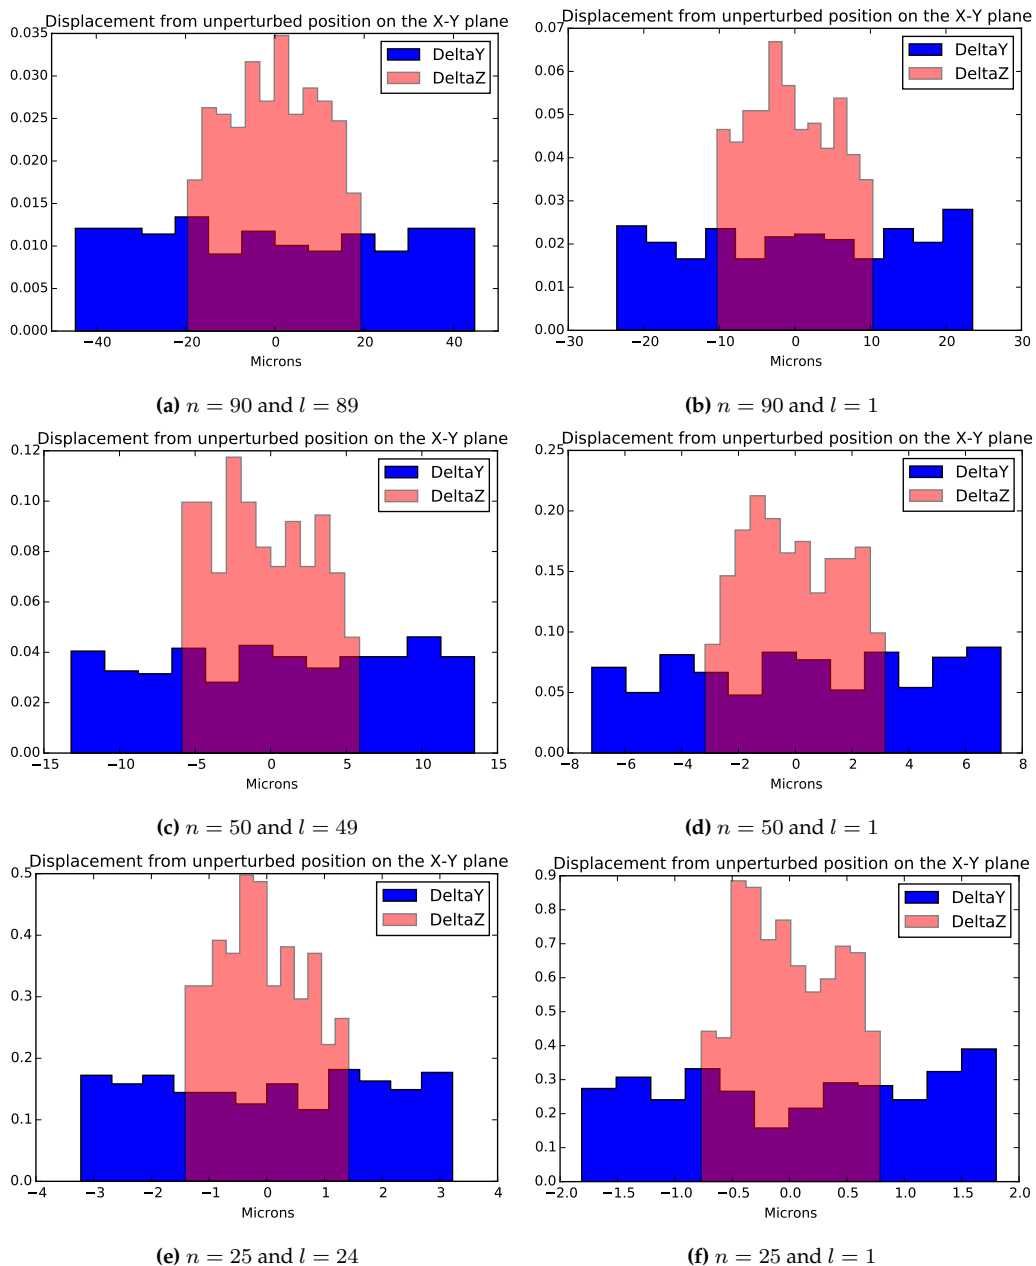 Displacement from unperturbed position on the X-Y plane
0.035
0.030
0.025
0.020
0.015
0.010
0.005
0.000
DeltaY
DeltaZ
−40 −20 0 20 40
Microns
(a) n = 90 and l = 89
Displacement from unperturbed position on the X-Y plane
0.07
0.06
0.05
0.04
0.03
0.02
0.01
0.00
DeltaY
DeltaZ
−30 −20 −10 0 10 20 30
Microns
(b) n = 90 and l = 1
Displacement from unperturbed position on the X-Y plane
0.12
0.10
0.08
0.06
0.04
0.02
0.00
DeltaY
DeltaZ
−15 −10 −5 0 5 10 15
Microns
(c) n = 50 and l = 49
Displacement from unperturbed position on the X-Y plane
0.25
0.20
0.15
0.10
0.05
0.00
DeltaY
DeltaZ
−8 −6 −4 −2 0 2 4 6 8
Microns
(d) n = 50 and l = 1
Displacement from unperturbed position on the X-Y plane
0.5
0.4
0.3
0.2
0.1
0.0
DeltaY
DeltaZ
−4 −3 −2 −1 0 1 2 3 4
Microns
(e) n = 25 and l = 24
Displacement from unperturbed position on the X-Y plane
0.9
0.8
0.7
0.6
0.5
0.4
0.3
0.2
0.1
0.0
DeltaY
DeltaZ
−2.0 −1.5 −1.0 −0.5 0.0 0.5 1.0 1.5 2.0
Microns
(f) n = 25 and l = 1